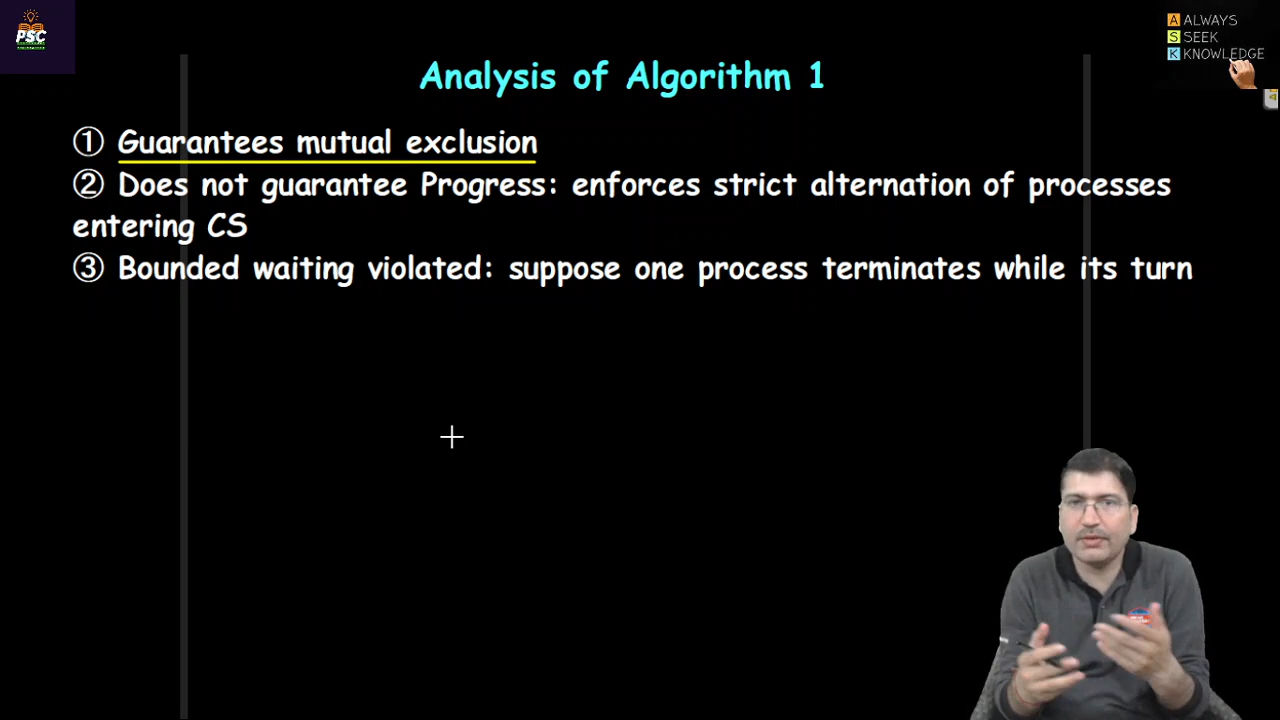 PSC
A ALWAYS
S SEEK
K KNOWLEDGE
Analysis of Algorithm 1
① Guarantees mutual exclusion
② Does not guarantee Progress: enforces strict alternation of processes
entering CS
③ Bounded waiting violated: suppose one process terminates while its turn